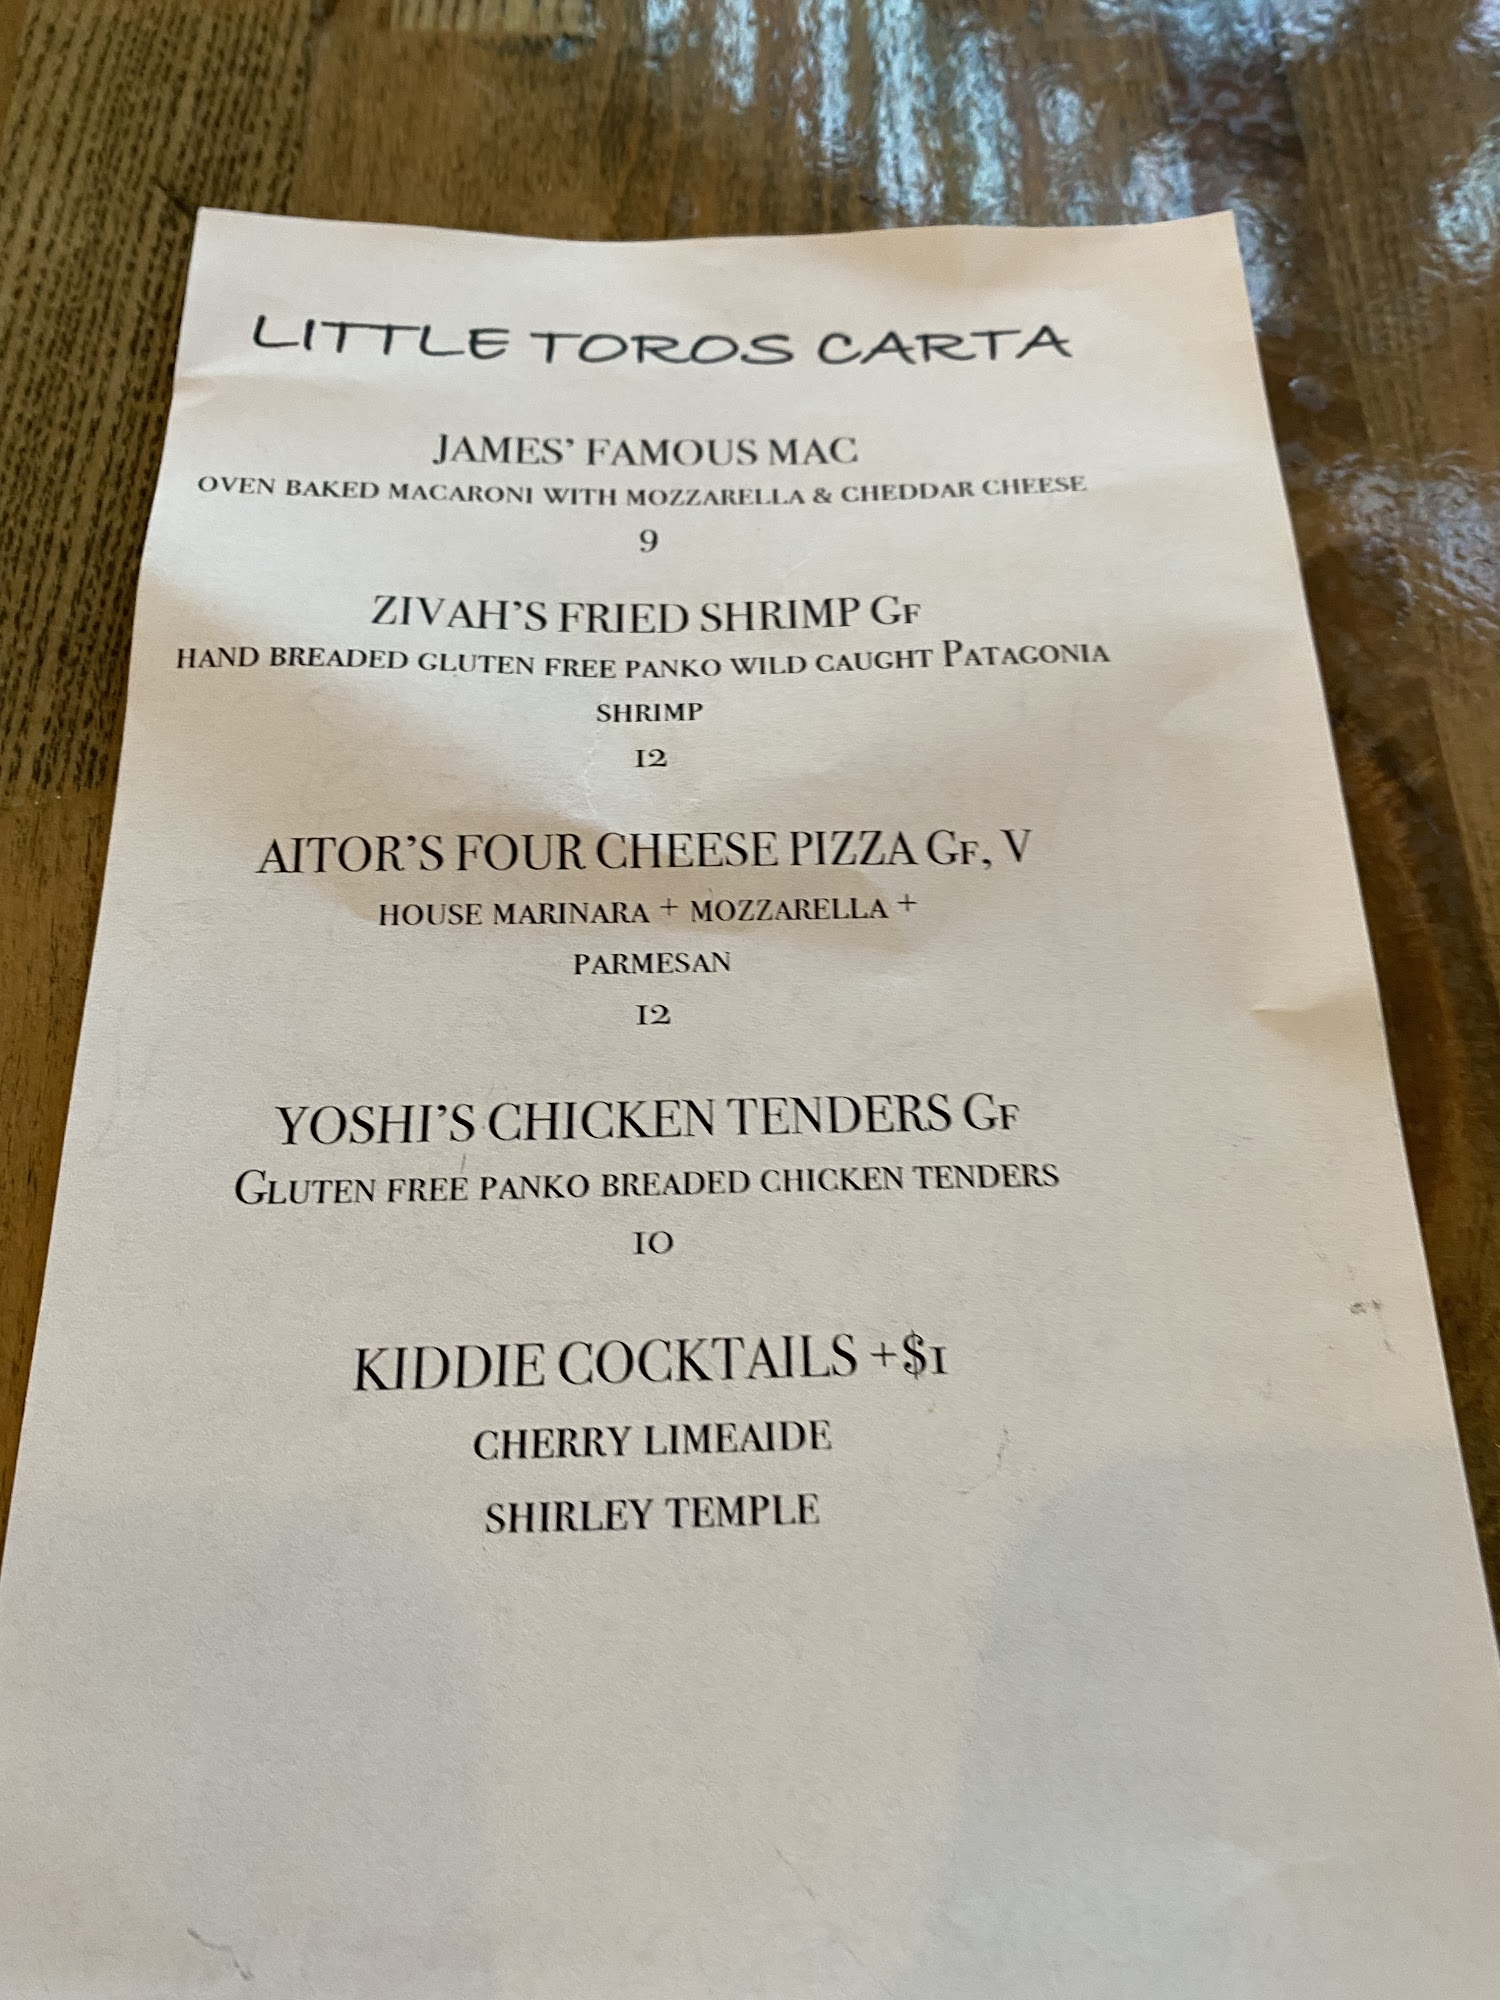 LITTLE TOROS CARTA
JAMES' FAMOUS MAC
OVEN BAKED MACARONI WITH MOZZARELLA & CHEDDAR CHEESE
9
ZIVAH'S FRIED SHRIMP GF
HAND BREADED GLUTEN FREE PANKO WILD CAUGHT PATAGONIA
SHRIMP
12
AITOR'S FOUR CHEESE PIZZA GF, V
HOUSE MARINARA + MOZZARELLA +
PARMESAN
12
YOSHI'S CHICKEN TENDERS GF
GLUTEN FREE PANKO BREADED CHICKEN TENDERS
10
KIDDIE COCKTAILS +$1
CHERRY LIMEAIDE
SHIRLEY TEMPLE